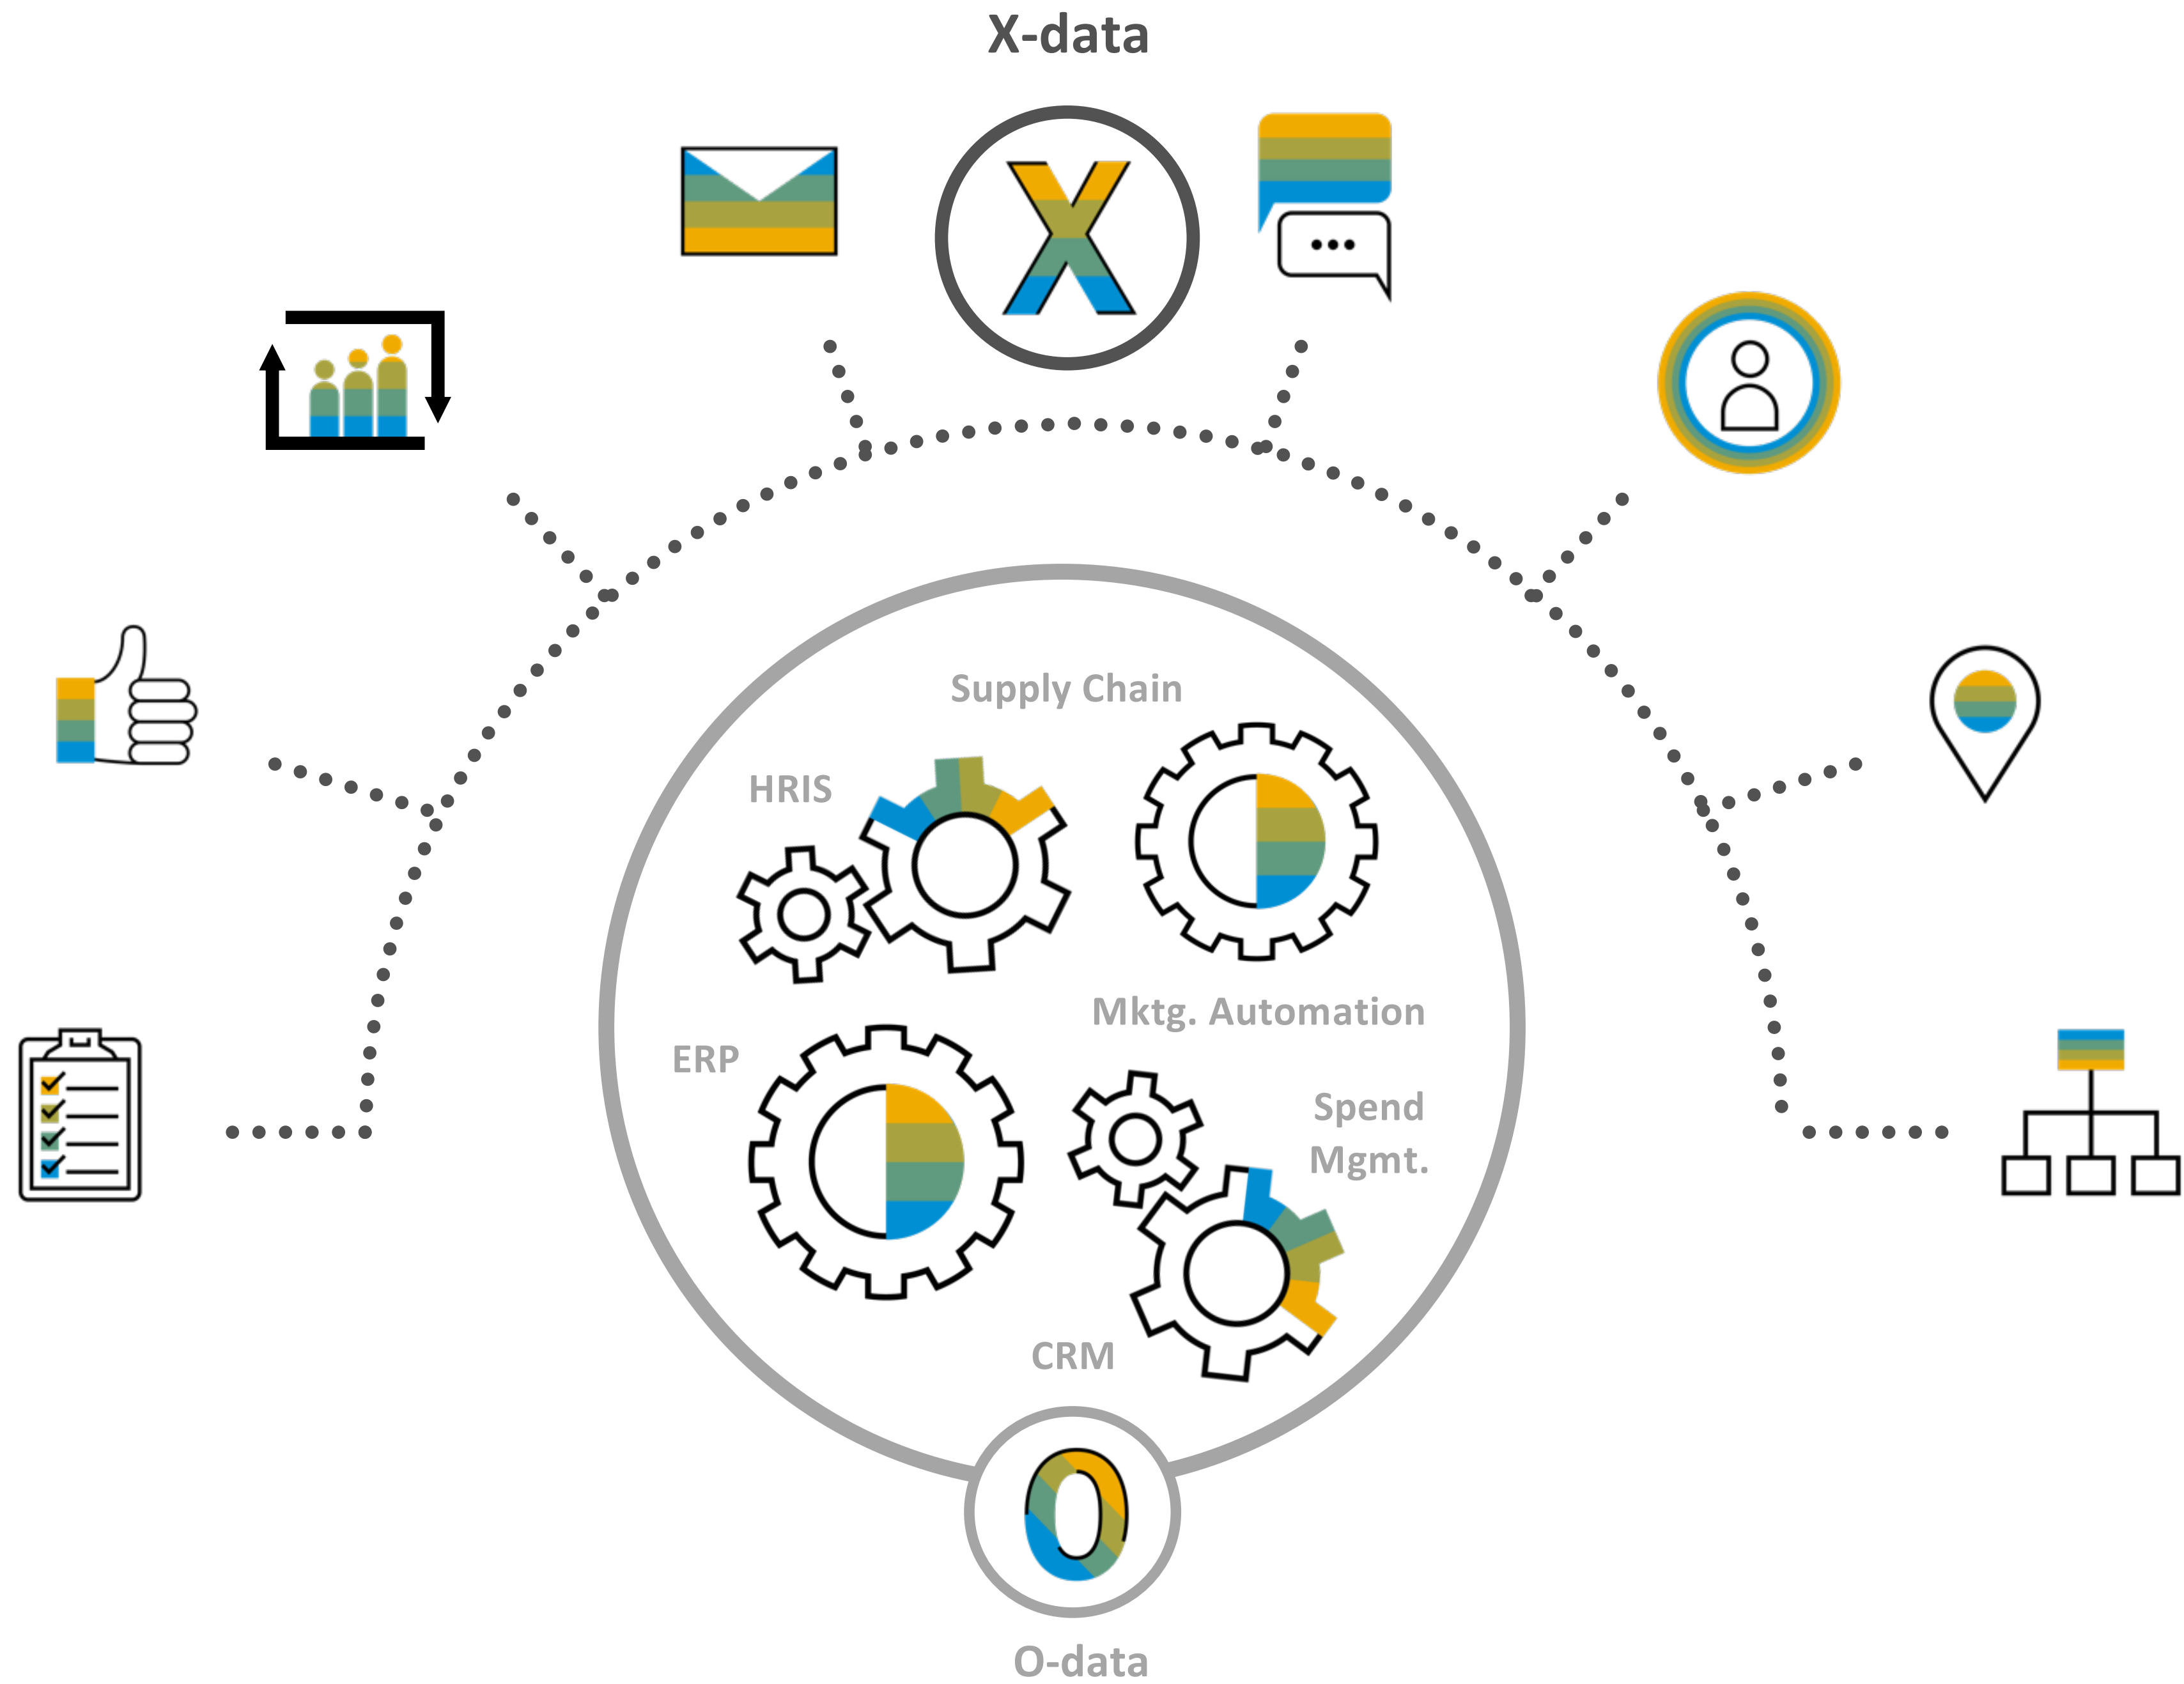 X-data
X
Supply Chain
HRIS
Mktg. Automation
ERP
Spend
Mgmt.
CRM
O
O-data